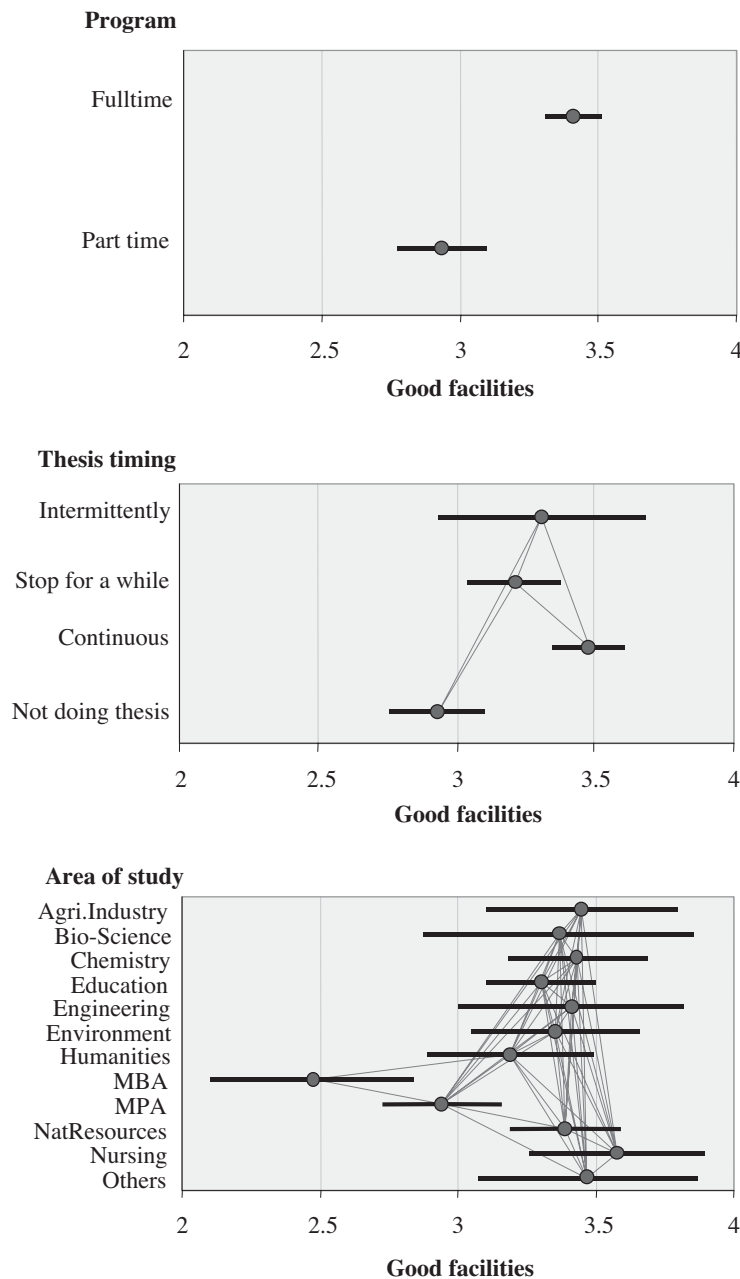 Program
Fulltime
Part time
2 2.5 3 3.5 4
Good facilities
Thesis timing
Intermittently
Stop for a while
Continuous
Not doing thesis
2 2.5 3 3.5 4
Good facilities
Area of study
Agri.Industry
Bio-Science
Chemistry
Education
Engineering
Environment
Humanities
MBA
MPA
NatResources
Nursing
Others
2 2.5 3 3.5 4
Good facilities